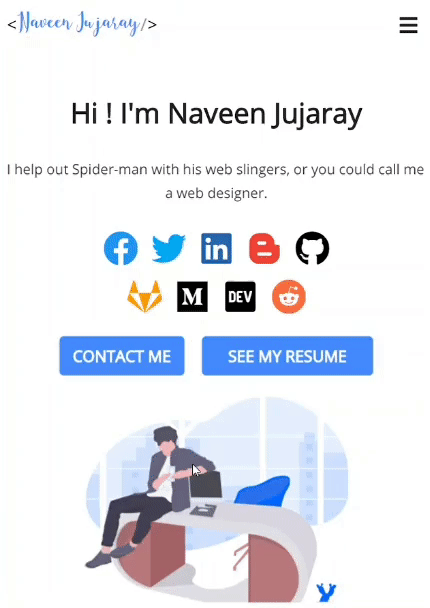 <Naveen Jujaray/>
Hi ! I'm Naveen Jujaray
I help out Spider-man with his web slingers, or you could call me
a web designer.
in
M
DEV
CONTACT ME
SEE MY RESUME